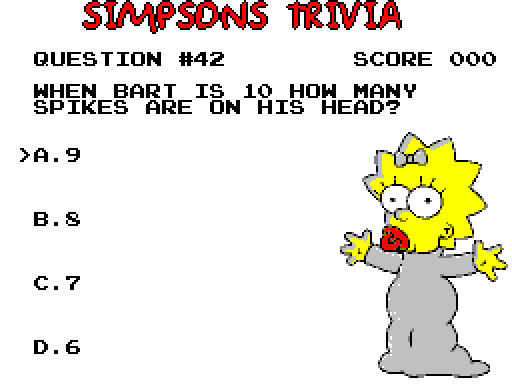 SIMPSONS TRIVIA
QUESTION #42 SCORE 000
WHEN BART IS 10 HOW MANY
SPIKES ARE ON HIS HEAD?
>A.9
B.8
C.7
D.6